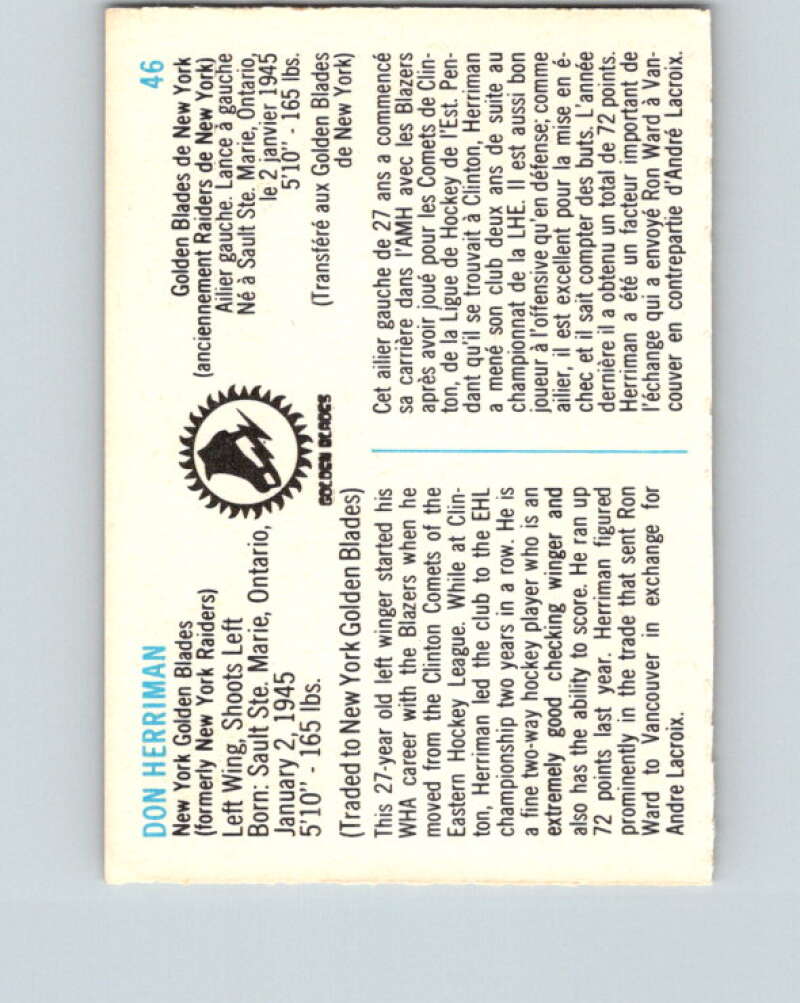 DON HERRIMAN
46
New York Golden Blades
(formerly New York Raiders)
Left Wing, Shoots Left
Born: Sault Ste. Marie, Ontario,
January 2, 1945
5'10" - 165 lbs.
(Traded to New York Golden Blades)
GOLDEN BLADES
Golden Blades de New York
(anciennement Raiders de New York)
Ailier gauche. Lance à gauche
Né à Sault Ste. Marie, Ontario,
le 2 janvier 1945
5'10" - 165 lbs.
(Transféré aux Golden Blades
de New York)
This 27-year old left winger started his
WHA career with the Blazers when he
moved from the Clinton Comets of the
Eastern Hockey League. While at Clin-
ton, Herriman led the club to the EHL
championship two years in a row. He is
a fine two-way hockey player who is an
extremely good checking winger and
also has the ability to score. He ran up
72 points last year. Herriman figured
prominently in the trade that sent Ron
Ward to Vancouver in exchange for
Andre Lacroix.
Cet ailier gauche de 27 ans a commencé
sa carrière dans l'AMH avec les Blazers
après avoir joué pour les Comets de Clin-
ton, de la Ligue de Hockey de l'Est. Pen-
dant qu'il se trouvait à Clinton, Herriman
a mené son club deux ans de suite au
championnat de la LHE. Il est aussi bon
joueur à l'offensive qu'en défense; comme
ailier, il est excellent pour la mise en é-
chec et il sait compter des buts. L'année
dernière il a obtenu un total de 72 points.
Herriman a été un facteur important de
l'échange qui a envoyé Ron Ward à Van-
couver en contrepartie d'André Lacroix.